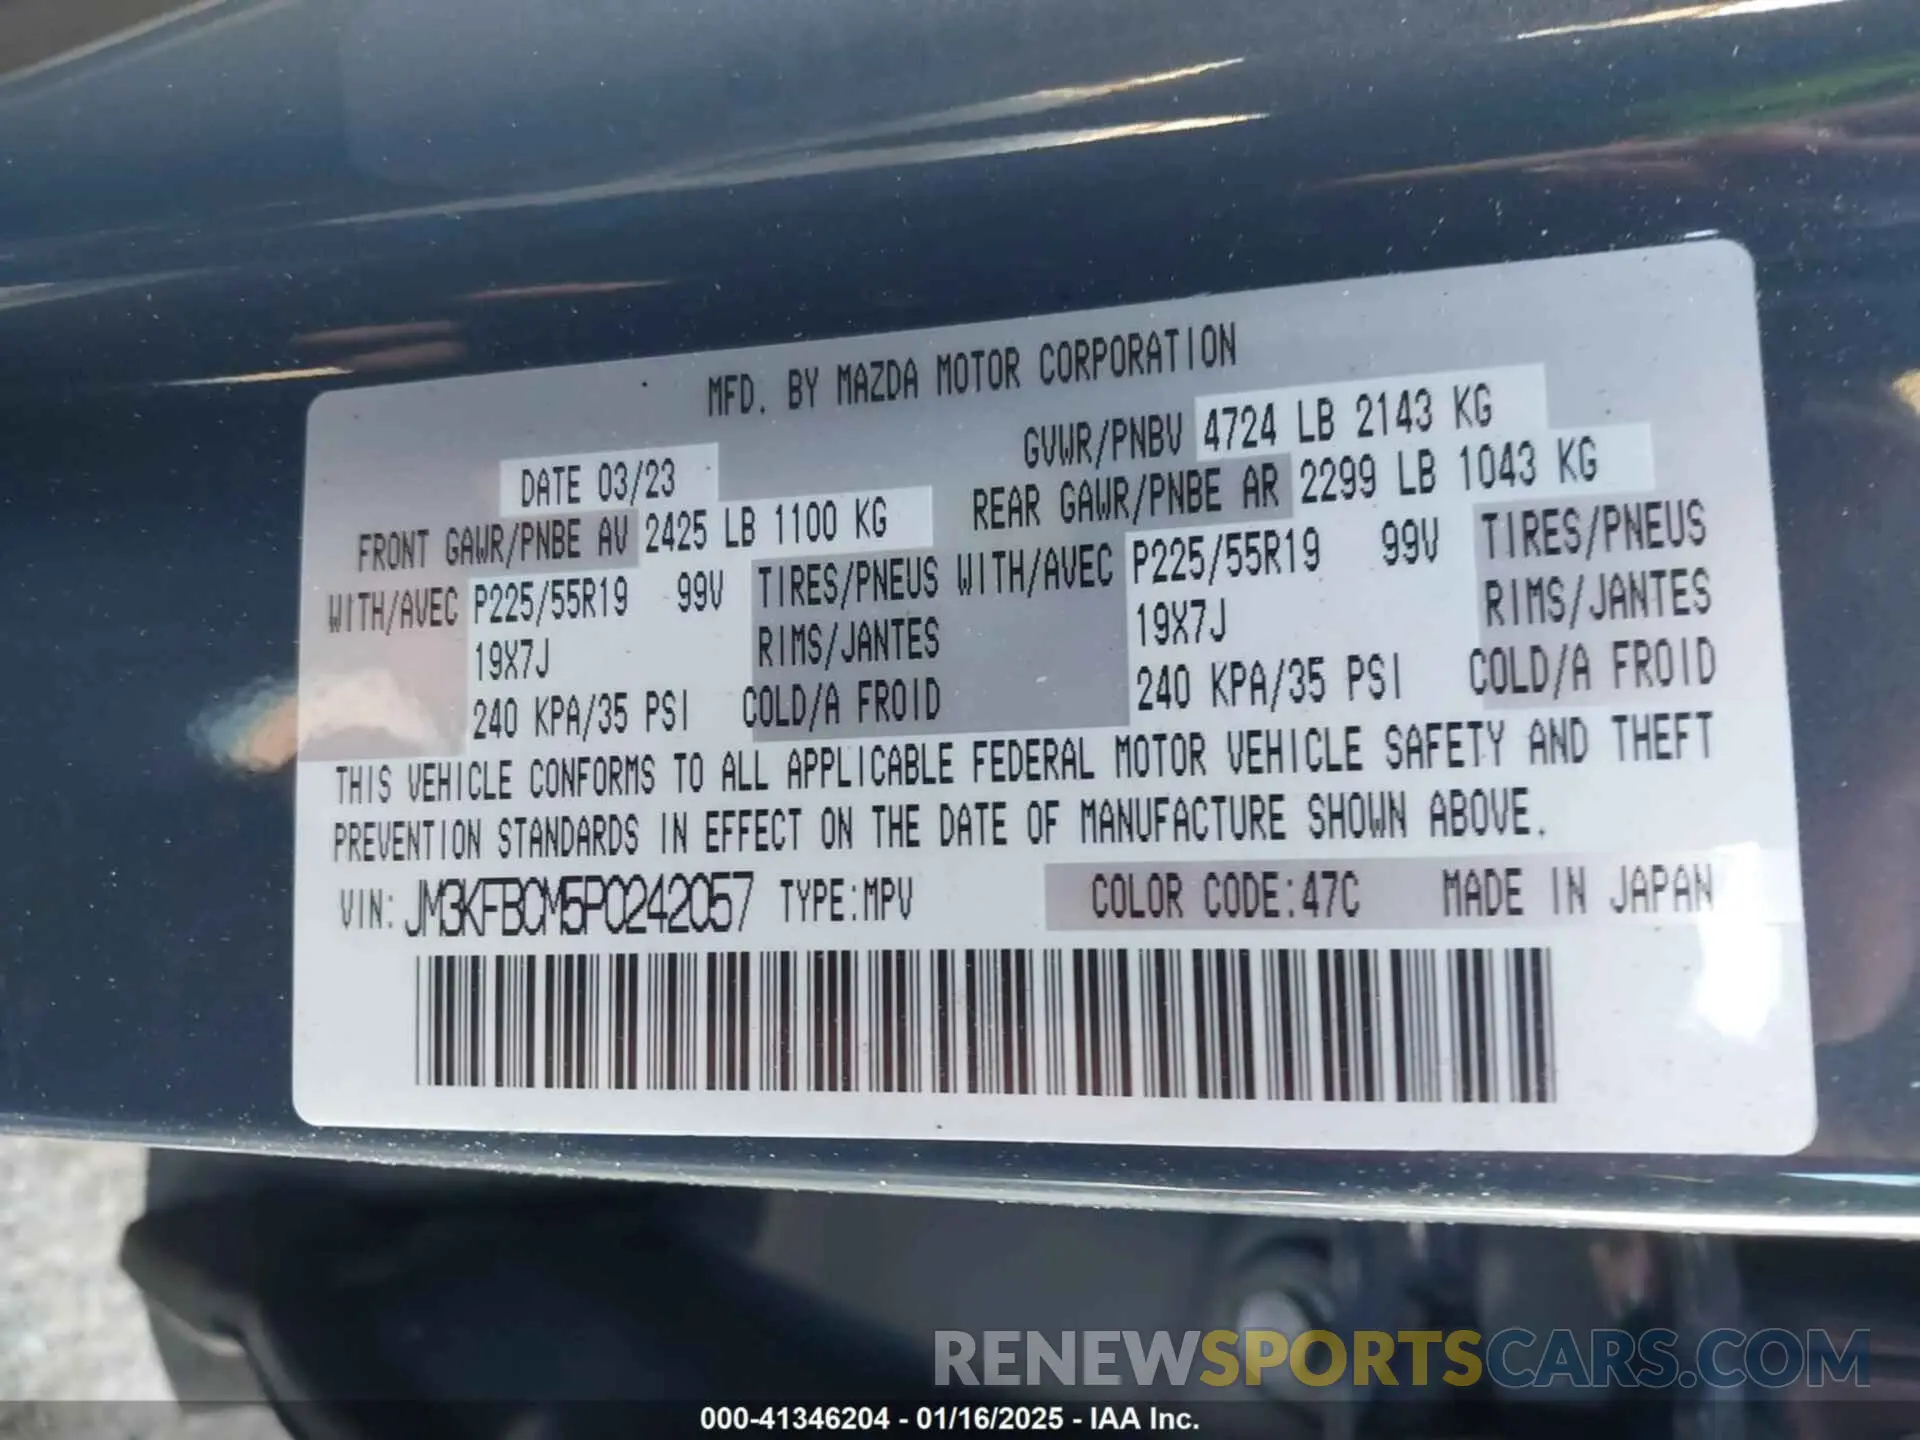 MFD. BY MAZDA MOTOR CORPORATION
DATE 03/23 GVWR/PNBV 4724 LB 2143 KG
FRONT GAWR/PNBE AV 2425 LB 1100 KG REAR GAWR/PNBE AR 2299 LB 1043 KG
WITH/AVEC P225/55R19 99V TIRES/PNEUS WITH/AVEC P225/55R19 99V TIRES/PNEUS
19X7J RIMS/JANTES 19X7J RIMS/JANTES
240 KPA/35 PSI COLD/A FROID 240 KPA/35 PSI COLD/A FROID
THIS VEHICLE CONFORMS TO ALL APPLICABLE FEDERAL MOTOR VEHICLE SAFETY AND THEFT
PREVENTION STANDARDS IN EFFECT ON THE DATE OF MANUFACTURE SHOWN ABOVE.
VIN: JM3KFBCM5P0242057 TYPE:MPV COLOR CODE:47C MADE IN JAPAN
RENEWSPORTSCARS.COM
000-41346204 - 01/16/2025 - IAA Inc.